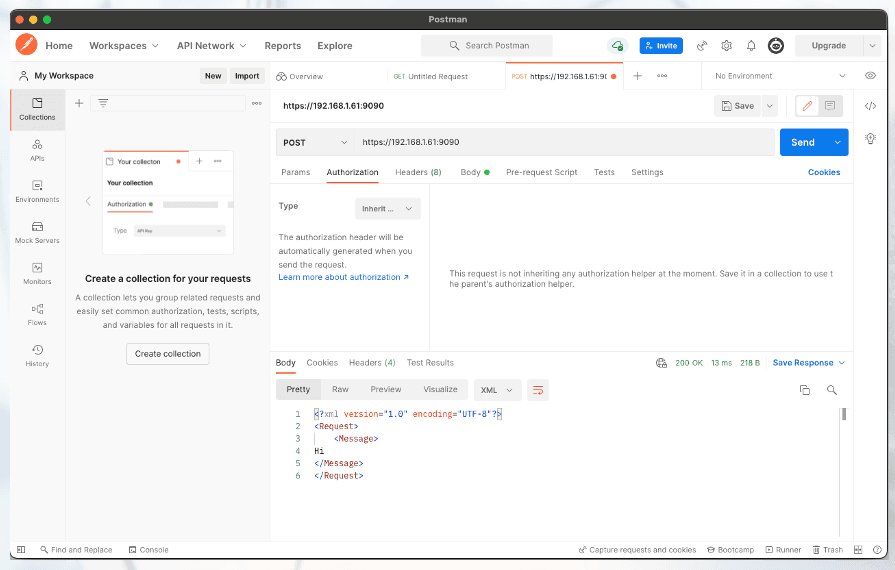 Postman
Home Workspaces API Network Reports Explore Search Postman Invite Upgrade
My Workspace New Import Overview GET Untitled Request POST https://192.168.1.61:90 No Environment
Collections
APIs
Environments
Mock Servers
Monitors
Flows
History
Your collecton
Your collection
Authorization
Type API Key
Create a collection for your requests
A collection lets you group related requests and
easily set common authorization, tests, scripts,
and variables for all requests in it.
Create collection
https://192.168.1.61:9090 Save
POST https://192.168.1.61:9090 Send
Params Authorization Headers (8) Body Pre-request Script Tests Settings Cookies
Type Inherit ...
The authorization header will be
automatically generated when you
send the request.
Learn more about authorization ↗
This request is not inheriting any authorization helper at the moment. Save it in a collection to use t
he parent's authorization helper.
Body Cookies Headers (4) Test Results 200 OK 13 ms 218 B Save Response
Pretty Raw Preview Visualize XML
1 <?xml version="1.0" encoding="UTF-8"?>
2 <Request>
3 <Message>
4 Hi
5 </Message>
6 </Request>
Find and Replace Console Capture requests and cookies Bootcamp Runner Trash